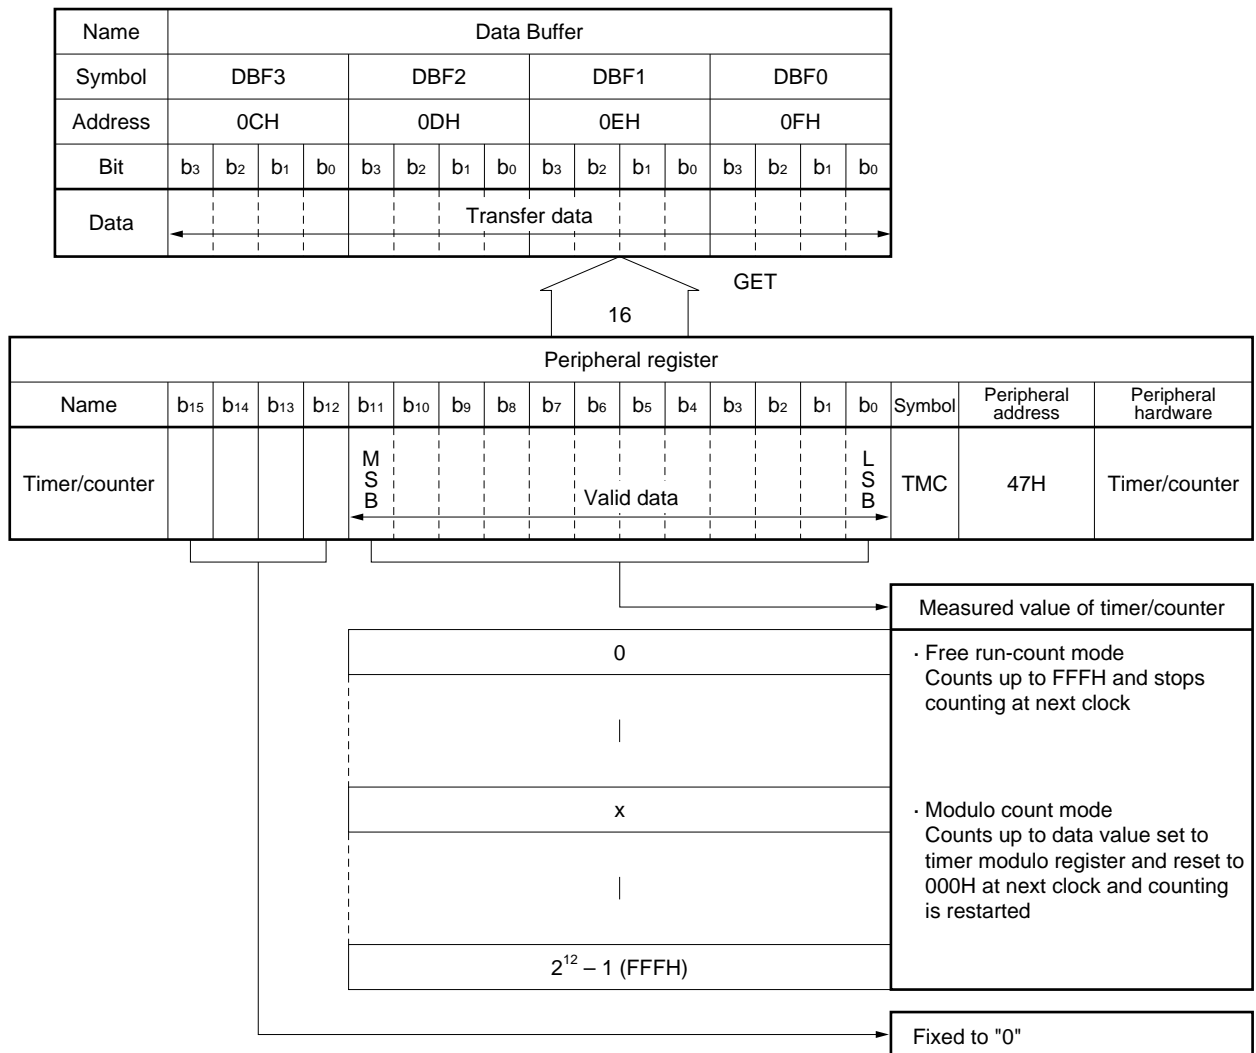 Name Data Buffer
Symbol DBF3 DBF2 DBF1 DBF0
Address 0CH 0DH 0EH 0FH
Bit b3 b2 b1 b0 b3 b2 b1 b0 b3 b2 b1 b0 b3 b2 b1 b0
Data Transfer data
GET
16
Peripheral register
Name b15 b14 b13 b12 b11 b10 b9 b8 b7 b6 b5 b4 b3 b2 b1 b0 Symbol Peripheral address Peripheral hardware
Timer/counter MSB Valid data LSB TMC 47H Timer/counter
Measured value of timer/counter
0
x
2^12 – 1 (FFFH)
· Free run-count mode
Counts up to FFFH and stops
counting at next clock
· Modulo count mode
Counts up to data value set to
timer modulo register and reset to
000H at next clock and counting
is restarted
Fixed to "0"